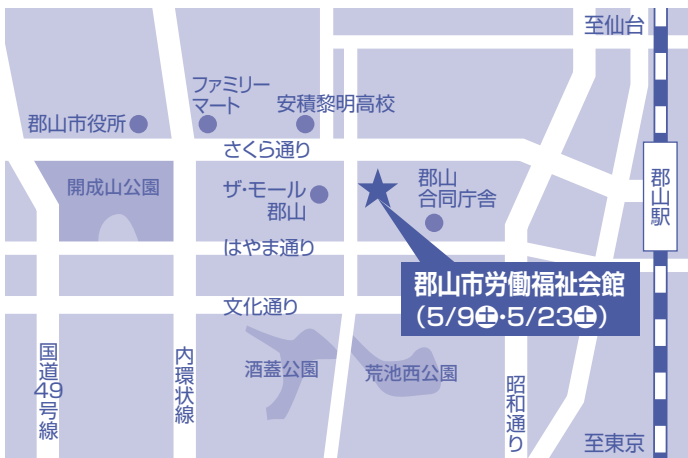 至仙台
ファミリー
マート
安積黎明高校
郡山市役所
さくら通り
開成山公園
ザ・モール
郡山
郡山
合同庁舎
郡山駅
はやま通り
郡山市労働福祉会館
(5/9土・5/23土)
文化通り
国道49号線
内環状線
酒蓋公園
荒池西公園
昭和通り
至東京